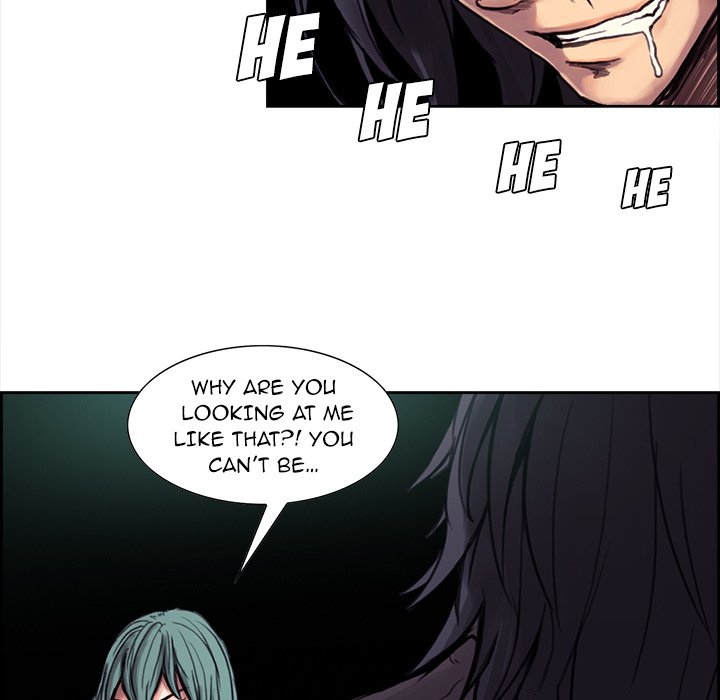 HE
HE
HE
HE
WHY ARE YOU
LOOKING AT ME
LIKE THAT?! YOU
CAN'T BE...